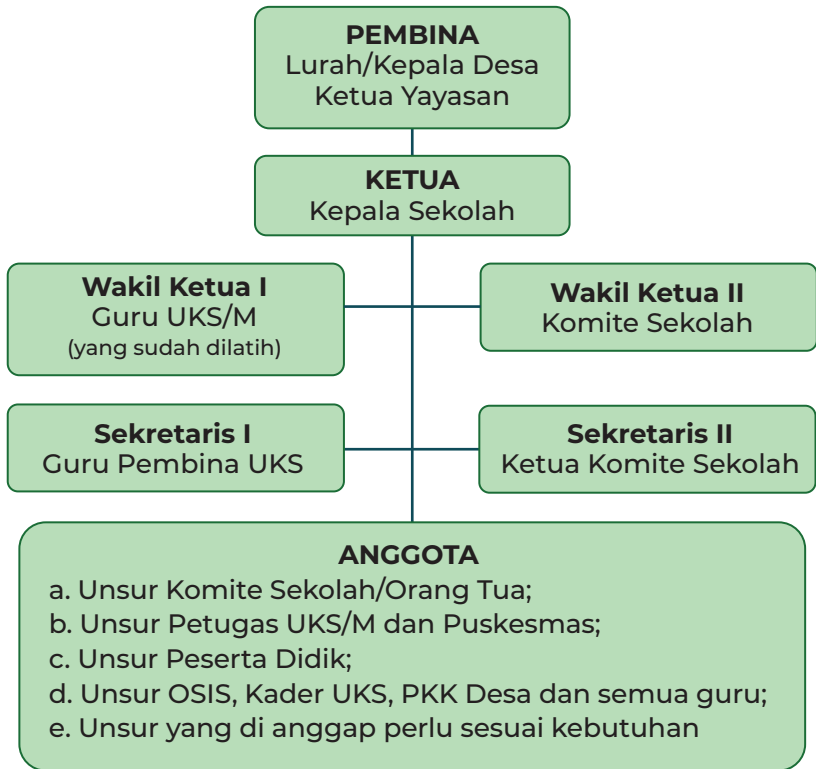 PEMBINA
Lurah/Kepala Desa
Ketua Yayasan
KETUA
Kepala Sekolah
Wakil Ketua I
Guru UKS/M
(yang sudah dilatih)
Wakil Ketua II
Komite Sekolah
Sekretaris I
Guru Pembina UKS
Sekretaris II
Ketua Komite Sekolah
ANGGOTA
a. Unsur Komite Sekolah/Orang Tua;
b. Unsur Petugas UKS/M dan Puskesmas;
c. Unsur Peserta Didik;
d. Unsur OSIS, Kader UKS, PKK Desa dan semua guru;
e. Unsur yang di anggap perlu sesuai kebutuhan